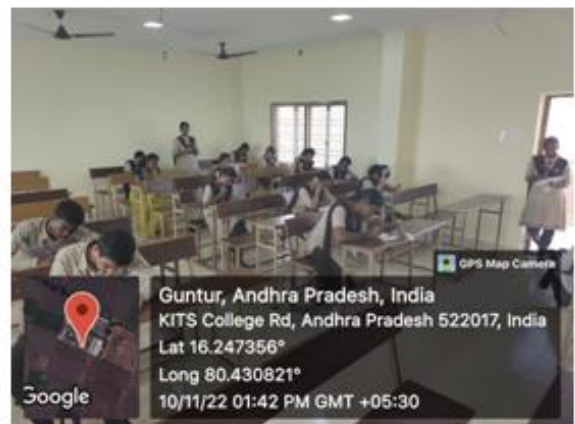 GPS Map Camera
Guntur, Andhra Pradesh, India
KITS College Rd, Andhra Pradesh 522017, India
Lat 16.247356°
Long 80.430821°
10/11/22 01:42 PM GMT +05:30
Google